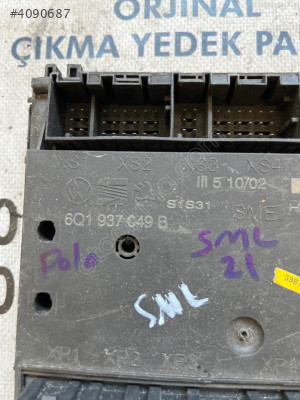 #4090687
ORJİNAL
ÇIKMA YEDEK PA
XS2 XS3 XS4
III 5 10/02
S1S31
6Q1 937 049 B
SME H
Polo
SML
21
SML
XP1 XP2 XP3